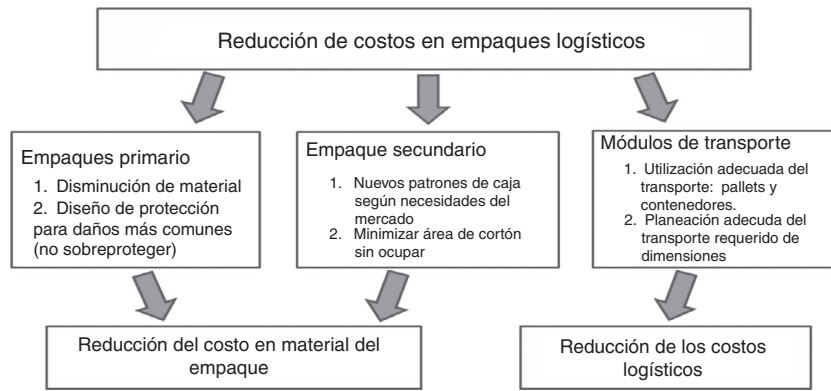 Reducción de costos en empaques logísticos
Empaques primario
1. Disminución de material
2. Diseño de protección
para daños más comunes
(no sobreproteger)
Empaque secundario
1. Nuevos patrones de caja
según necesidades del
mercado
2. Minimizar área de cortón
sin ocupar
Módulos de transporte
1. Utilización adecuada del
transporte: pallets y
contenedores.
2. Planeación adecuda del
transporte requerido de
dimensiones
Reducción del costo en material del
empaque
Reducción de los costos
logísticos